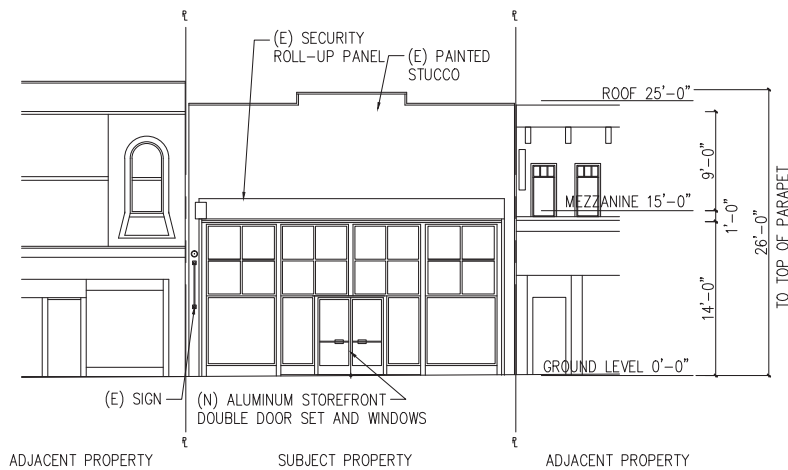 ℄
℄
(E) SECURITY
ROLL-UP PANEL
(E) PAINTED
STUCCO
ROOF 25'-0"
9'-0"
MEZZANINE 15'-0"
1'-0"
26'-0"
TO TOP OF PARAPET
14'-0"
GROUND LEVEL 0'-0"
(E) SIGN
(N) ALUMINUM STOREFRONT
DOUBLE DOOR SET AND WINDOWS
℄
℄
ADJACENT PROPERTY
SUBJECT PROPERTY
ADJACENT PROPERTY